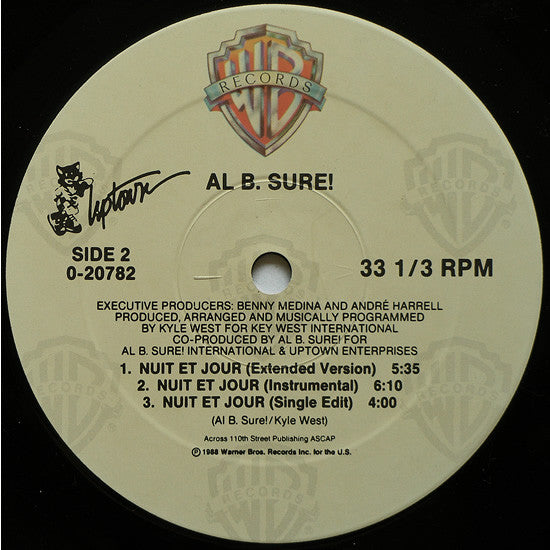 WB
RECORDS
Uptown
AL B. SURE!
SIDE 2
0-20782
33 1/3 RPM
EXECUTIVE PRODUCERS: BENNY MEDINA AND ANDRÉ HARRELL
PRODUCED, ARRANGED AND MUSICALLY PROGRAMMED
BY KYLE WEST FOR KEY WEST INTERNATIONAL
CO-PRODUCED BY AL B. SURE! FOR
AL B. SURE! INTERNATIONAL & UPTOWN ENTERPRISES
1. NUIT ET JOUR (Extended Version) 5:35
2. NUIT ET JOUR (Instrumental) 6:10
3. NUIT ET JOUR (Single Edit) 4:00
(Al B. Sure!/Kyle West)
Across 110th Street Publishing ASCAP
℗ 1988 Warner Bros. Records Inc. for the U.S.